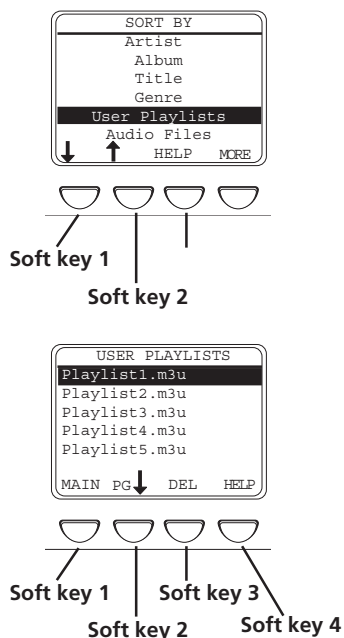 SORT BY
Artist
Album
Title
Genre
User Playlists
Audio Files
HELP MORE
Soft key 1
Soft key 2
USER PLAYLISTS
Playlist1.m3u
Playlist2.m3u
Playlist3.m3u
Playlist4.m3u
Playlist5.m3u
MAIN PG DEL HELP
Soft key 1 Soft key 3
Soft key 2 Soft key 4